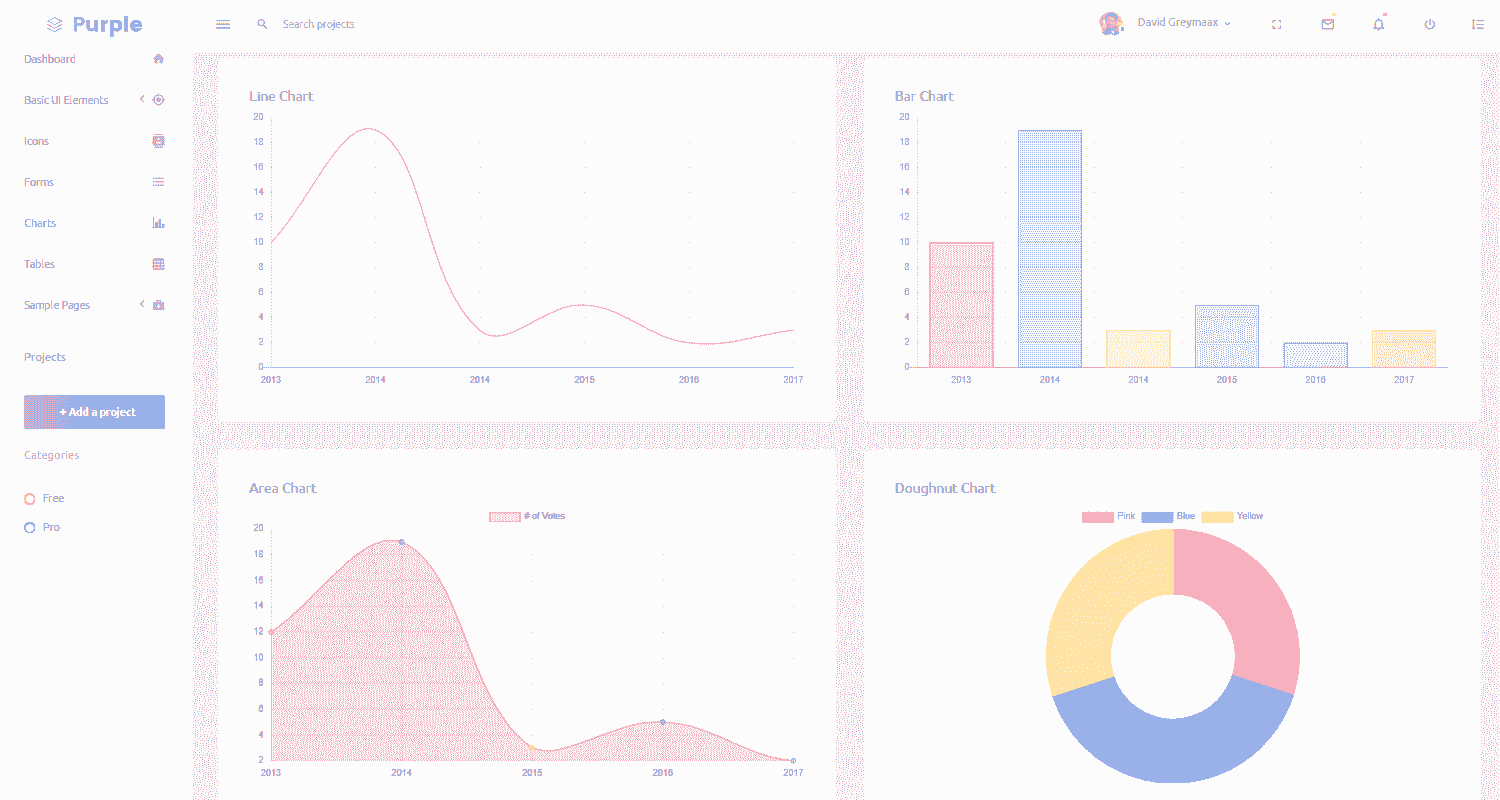 Purple
Search projects
David Greymaax
Dashboard
Basic UI Elements
Icons
Forms
Charts
Tables
Sample Pages
Projects
+ Add a project
Categories
Free
Pro
Line Chart
20
18
16
14
12
10
8
6
4
2
0
2013 2014 2014 2015 2016 2017
Bar Chart
20
18
16
14
12
10
8
6
4
2
0
2013 2014 2014 2015 2016 2017
Area Chart
# of Votes
20
18
16
14
12
10
8
6
4
2
2013 2014 2015 2016 2017
Doughnut Chart
Pink Blue Yellow